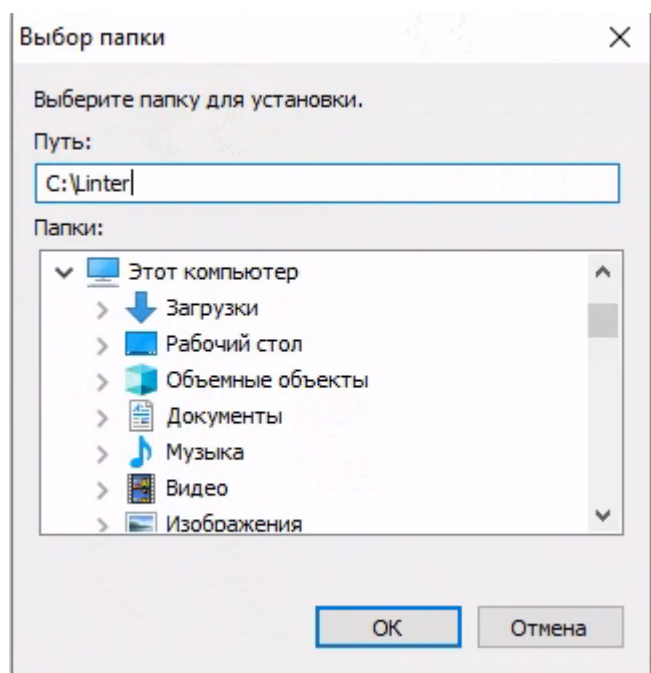 Выбор папки
Выберите папку для установки.
Путь:
C:\Linter
Папки:
Этот компьютер
Загрузки
Рабочий стол
Объемные объекты
Документы
Музыка
Видео
Изображения
ОК
Отмена